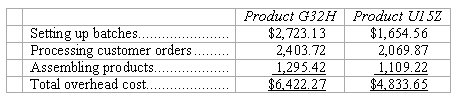 Product G32H Product U15Z
Setting up batches..................... $2,723.13 $1,654.56
Processing customer orders......... 2,403.72 2,069.87
Assembling products.................. 1,295.42 1,109.22
Total overhead cost.................... $6,422.27 $4,833.65